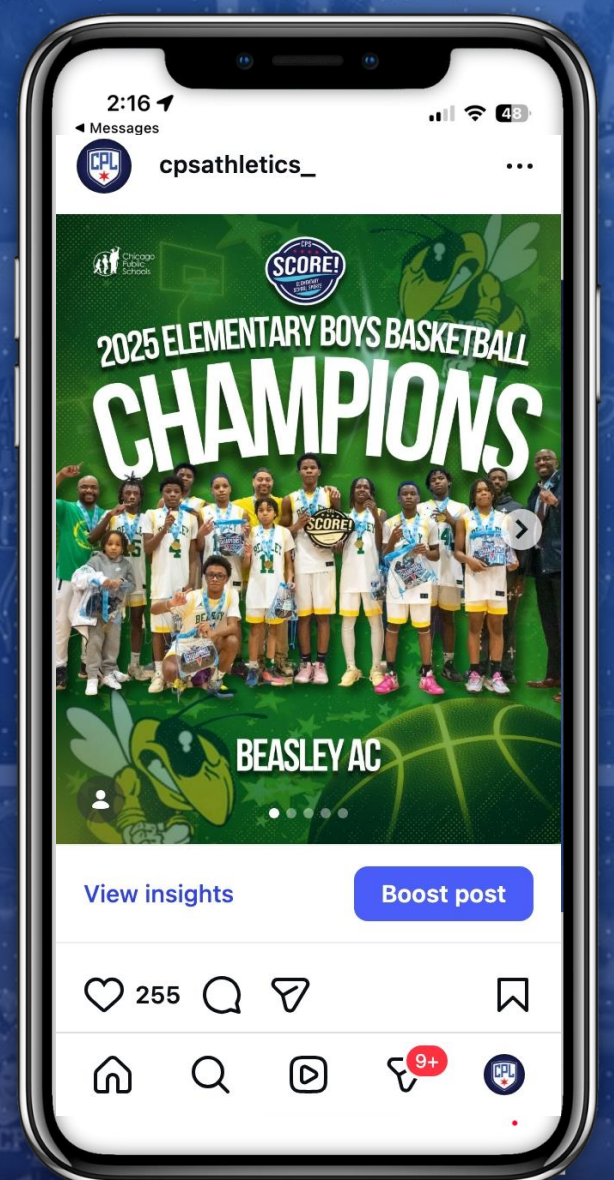 2:16
48
◀ Messages
CPL
cpsathletics_
Chicago
Public
Schools
CPS
SCORE!
ELEMENTARY
SCHOOL SPORTS
2025 ELEMENTARY BOYS BASKETBALL
CHAMPIONS
SCORE!
BEASLEY AC
View insights
Boost post
255
9+
CPL